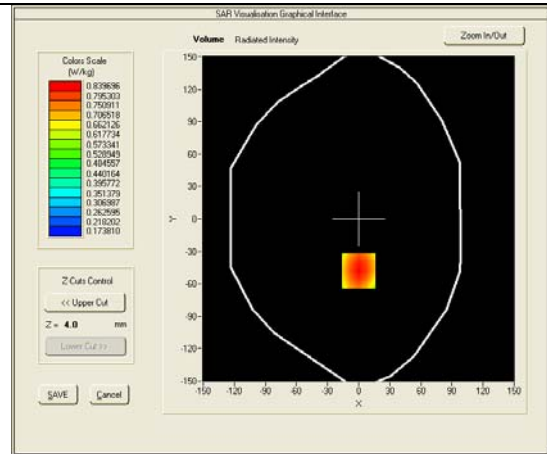 SAR Visualisation Graphical Interface
Volume Radiated Intensity
Zoom In/Out
Colors Scale
(W/kg)
0.839696
0.795303
0.750911
0.706518
0.662126
0.617734
0.573341
0.528949
0.484557
0.440164
0.395772
0.351379
0.306987
0.262595
0.218202
0.173810
Z Cuts Control
<< Upper Cut
Z = 4.0 mm
Lower Cut >>
SAVE
Cancel
150
120
90
60
30
0
-30
-60
-90
-120
-150
Y
-150 -120 -90 -60 -30 0 30 60 90 120 150
X